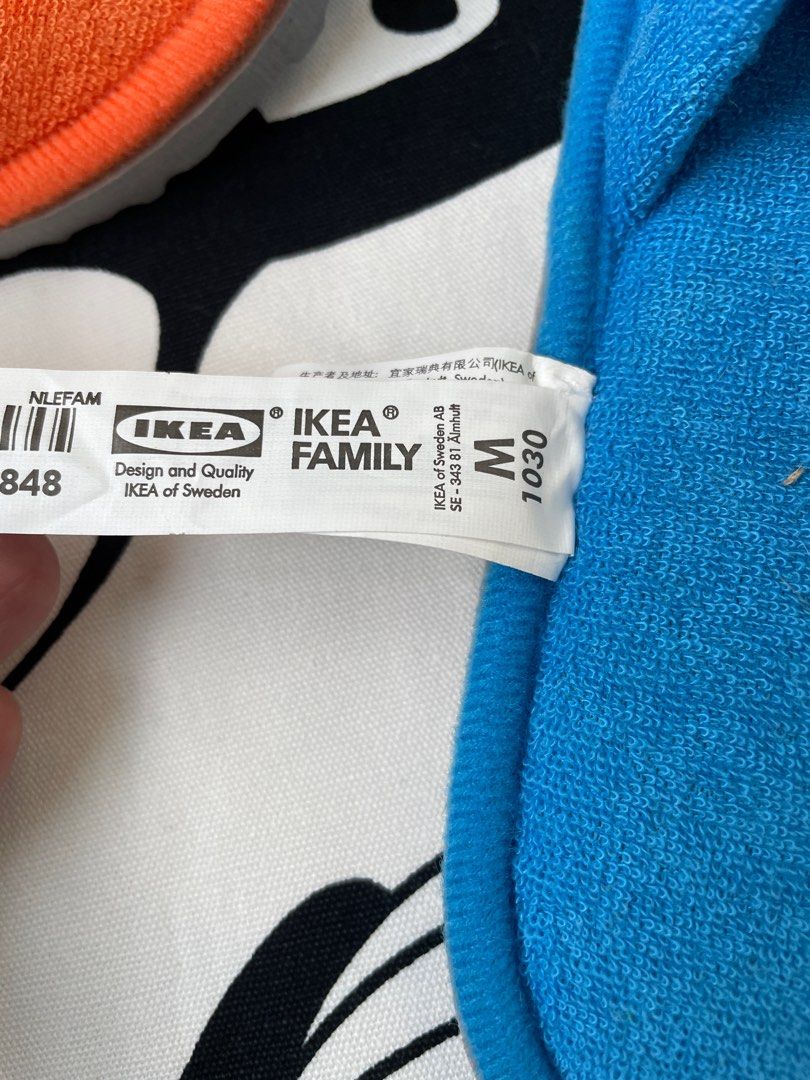 生产者及地址: 宜家瑞典有限公司(IKEA of
Sweden)
NLEFAM
848
IKEA®
Design and Quality
IKEA of Sweden
IKEA®
FAMILY
IKEA of Sweden AB
SE - 343 81 Älmhult
M
1030